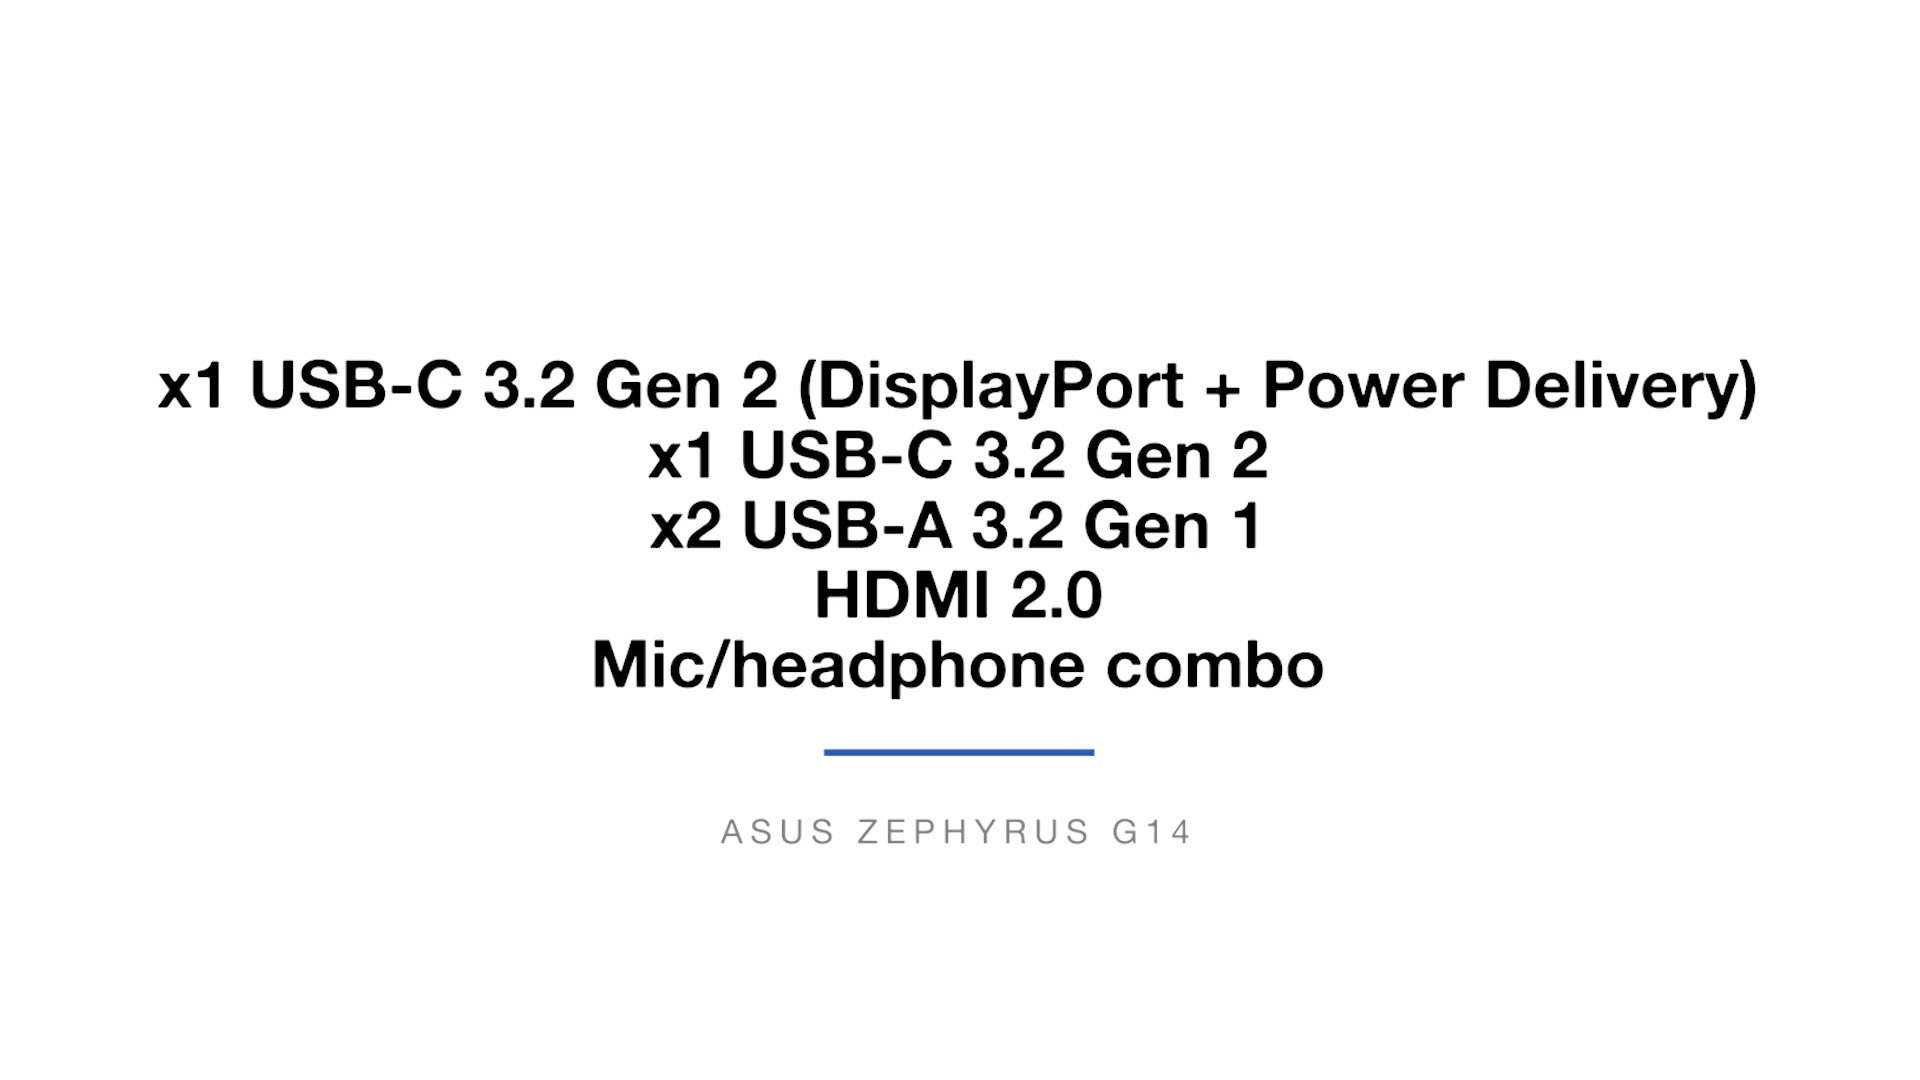 x1 USB-C 3.2 Gen 2 (DisplayPort + Power Delivery)
x1 USB-C 3.2 Gen 2
x2 USB-A 3.2 Gen 1
HDMI 2.0
Mic/headphone combo
ASUS ZEPHYRUS G14